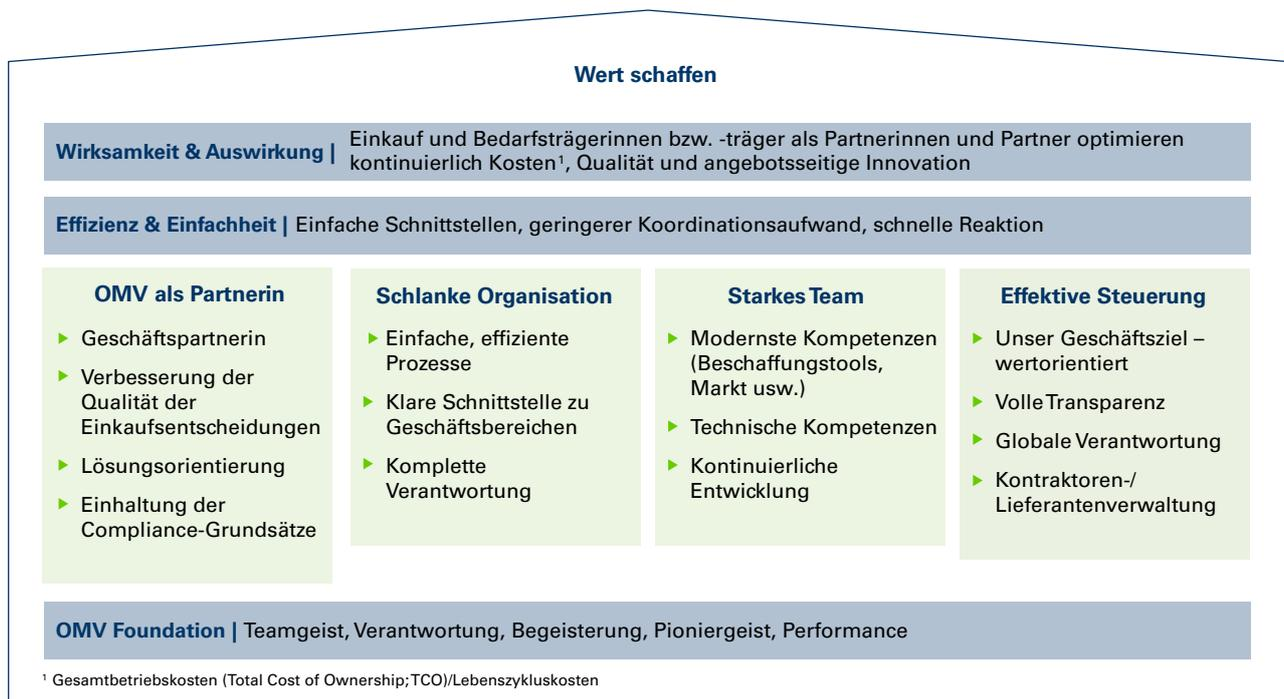 Wert schaffen
Wirksamkeit & Auswirkung | Einkauf und Bedarfsträgerinnen bzw. -träger als Partnerinnen und Partner optimieren
kontinuierlich Kosten¹, Qualität und angebotsseitige Innovation
Effizienz & Einfachheit | Einfache Schnittstellen, geringerer Koordinationsaufwand, schnelle Reaktion
OMV als Partnerin
Geschäftspartnerin
Verbesserung der
Qualität der
Einkaufsentscheidungen
Lösungsorientierung
Einhaltung der
Compliance-Grundsätze
Schlanke Organisation
Einfache, effiziente
Prozesse
Klare Schnittstelle zu
Geschäftsbereichen
Komplette
Verantwortung
Starkes Team
Modernste Kompetenzen
(Beschaffungstools,
Markt usw.)
Technische Kompetenzen
Kontinuierliche
Entwicklung
Effektive Steuerung
Unser Geschäftsziel –
wertorientiert
Volle Transparenz
Globale Verantwortung
Kontraktoren-/
Lieferantenverwaltung
OMV Foundation | Teamgeist, Verantwortung, Begeisterung, Pioniergeist, Performance
¹ Gesamtbetriebskosten (Total Cost of Ownership; TCO)/Lebenszykluskosten